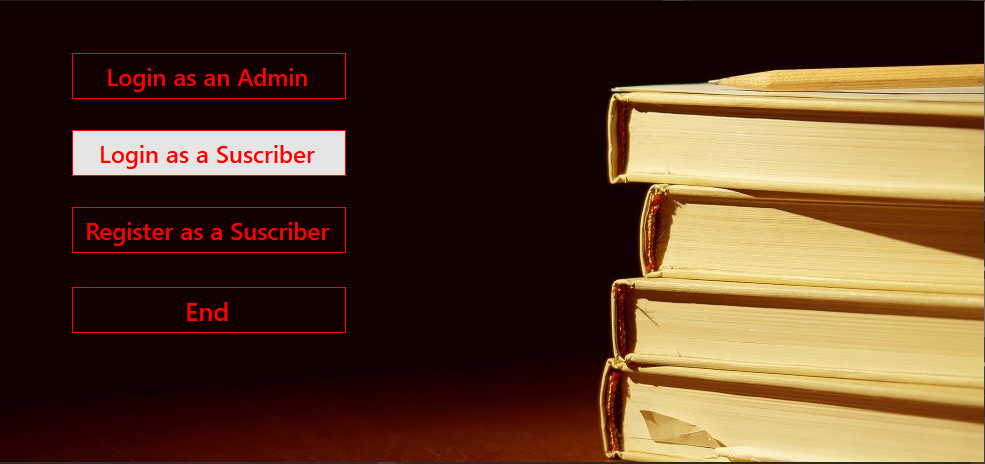 Login as an Admin
Login as a Suscriber
Register as a Suscriber
End